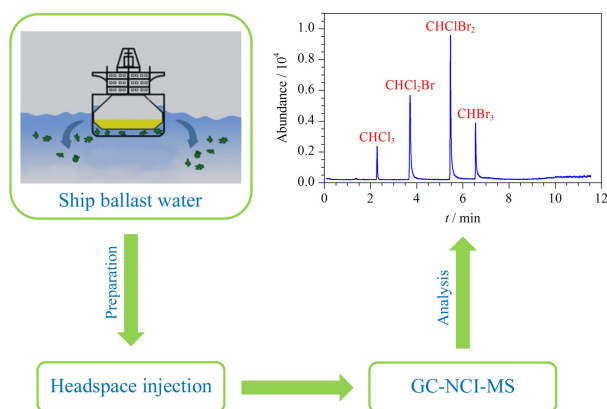 Ship ballast water
Preparation
Headspace injection
GC-NCI-MS
Analysis
Abundance / 10⁴
1.0
0.8
0.6
0.4
0.2
0
CHCl₃
CHCl₂Br
CHClBr₂
CHBr₃
0 2 4 6 8 10 12
t / min